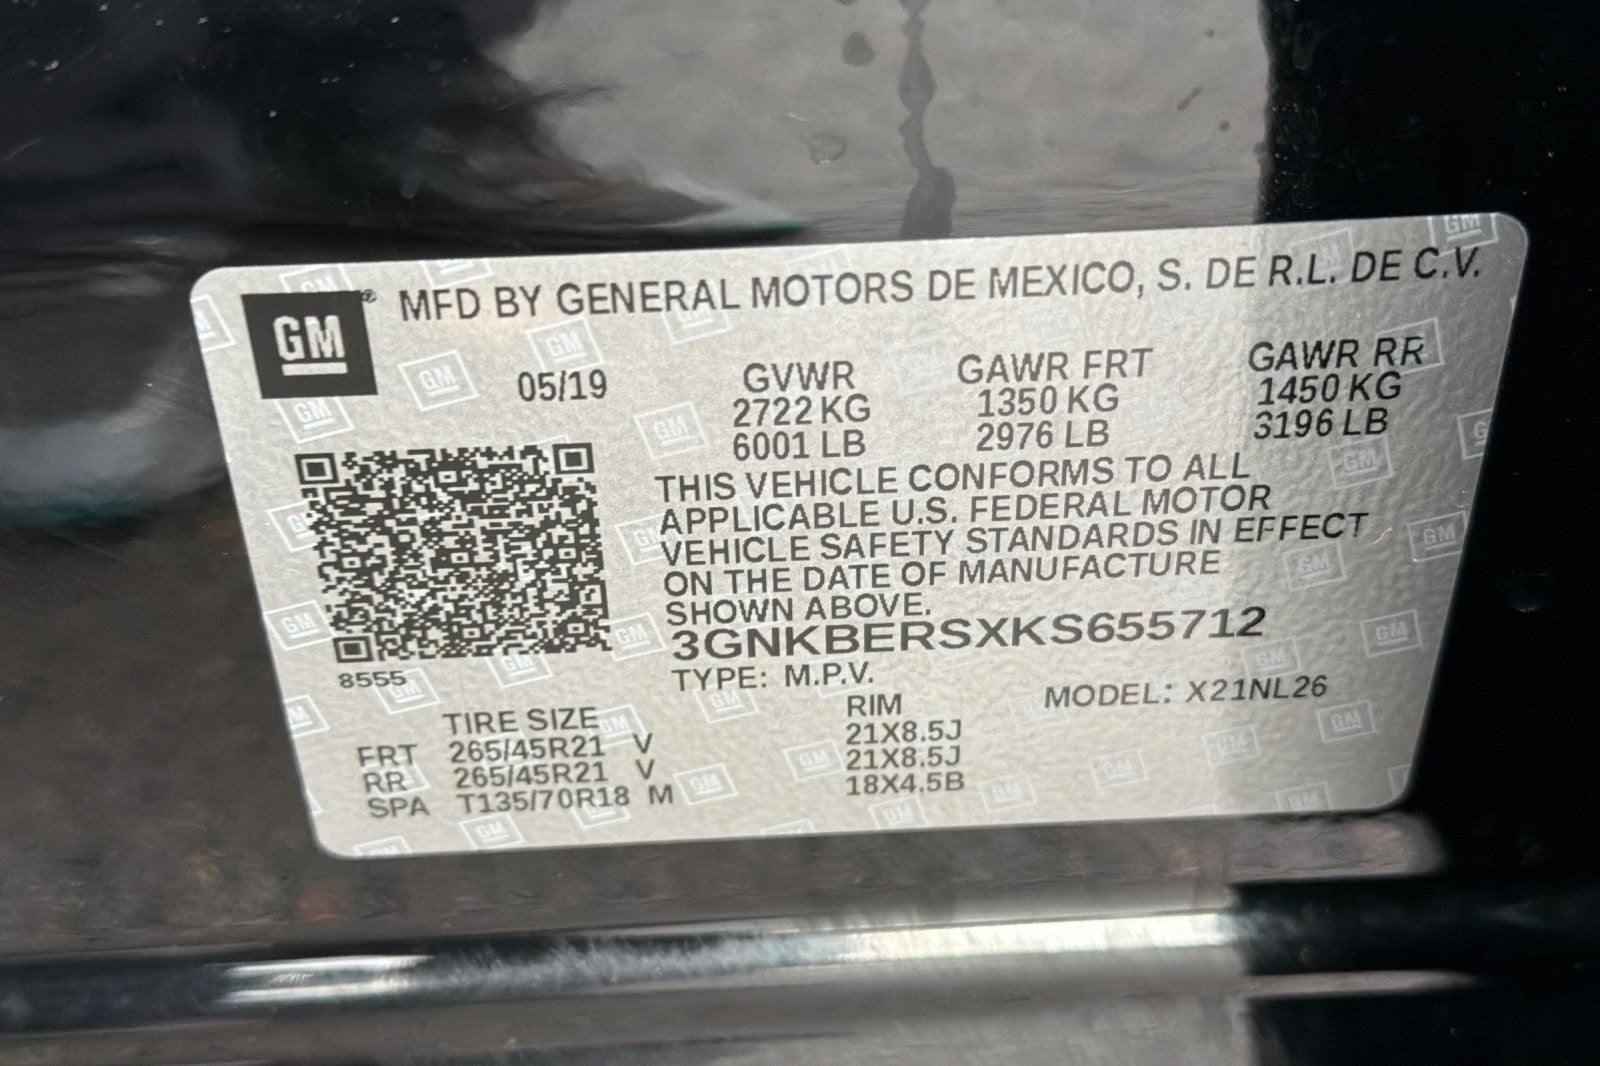 GM ® MFD BY GENERAL MOTORS DE MEXICO, S. DE R.L. DE C.V.
05/19
GVWR GAWR FRT GAWR RR
2722 KG 1350 KG 1450 KG
6001 LB 2976 LB 3196 LB
THIS VEHICLE CONFORMS TO ALL
APPLICABLE U.S. FEDERAL MOTOR
VEHICLE SAFETY STANDARDS IN EFFECT
ON THE DATE OF MANUFACTURE
SHOWN ABOVE.
3GNKBERSXKS655712
8555
TYPE: M.P.V. MODEL: X21NL26
TIRE SIZE RIM
FRT 265/45R21 V 21X8.5J
RR 265/45R21 V 21X8.5J
SPA T135/70R18 M 18X4.5B